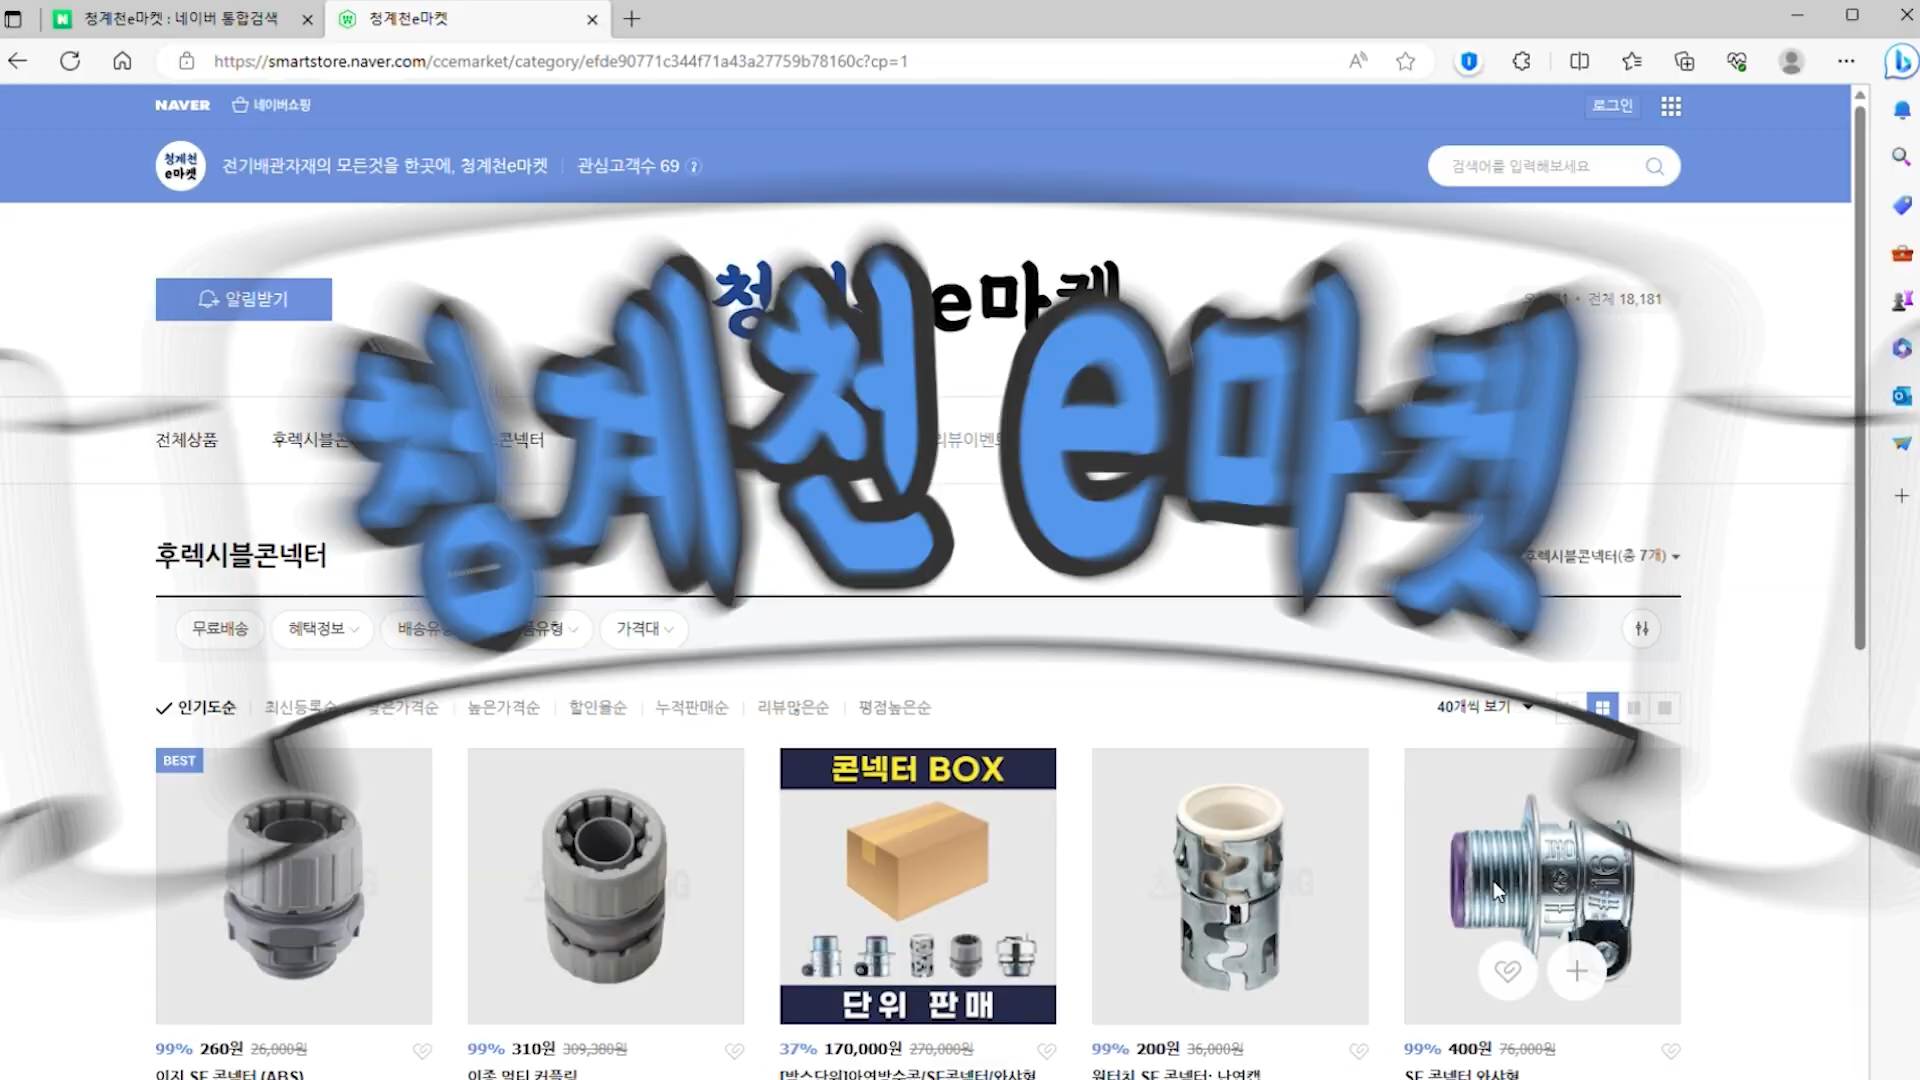 청계천e마켓 : 네이버 통합검색
청계천e마켓
https://smartstore.naver.com/ccemarket/category/efde90771c344f71a43a27759b78160c?cp=1
NAVER 네이버쇼핑
로그인
청계천
e마켓
전기배관자재의 모든것을 한곳에, 청계천e마켓
관심고객수 69
검색어를 입력해보세요
알림받기
e마켓
전체 18,181
청계천 e마켓
전체상품
후렉시블콘
콘넥터
리뷰이벤트
후렉시블콘넥터
후렉시블콘넥터(총 7개)
무료배송
혜택정보
배송유형
가격대
인기도순
최신등록순
낮은가격순
높은가격순
할인율순
누적판매순
리뷰많은순
평점높은순
40개씩 보기
BEST
콘넥터 BOX
단위 판매
99% 260원 26,000원
99% 310원 309,380원
37% 170,000원 270,000원
99% 200원 36,000원
99% 400원 76,000원
이지 SF 콘넥터 (ABS)
이종 멀티 커플링
[박스단위]아연방수콘/SF콘넥터/와샤형
원터치 SF 콘넥터: 난연캡
SF 콘넥터 와샤형